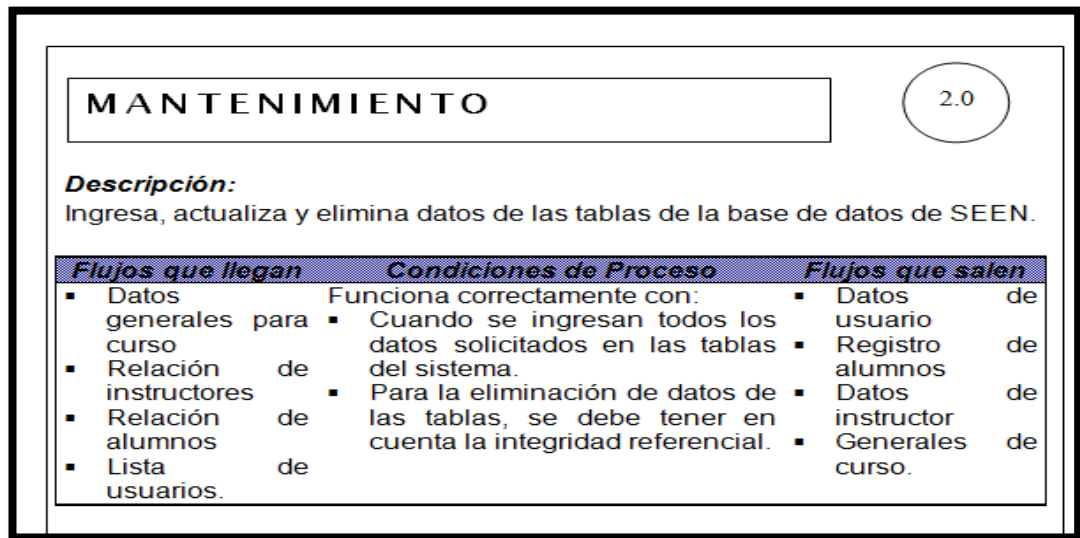 MANTENIMIENTO
2.0
Descripción:
Ingresa, actualiza y elimina datos de las tablas de la base de datos de SEEN.
Flujos que llegan
▪ Datos
generales para
curso
▪ Relación de
instructores
▪ Relación de
alumnos
▪ Lista de
usuarios.
Condiciones de Proceso
Funciona correctamente con:
▪ Cuando se ingresan todos los
datos solicitados en las tablas
del sistema.
▪ Para la eliminación de datos de
las tablas, se debe tener en
cuenta la integridad referencial.
Flujos que salen
▪ Datos de
usuario
▪ Registro de
alumnos
▪ Datos de
instructor
▪ Generales de
curso.